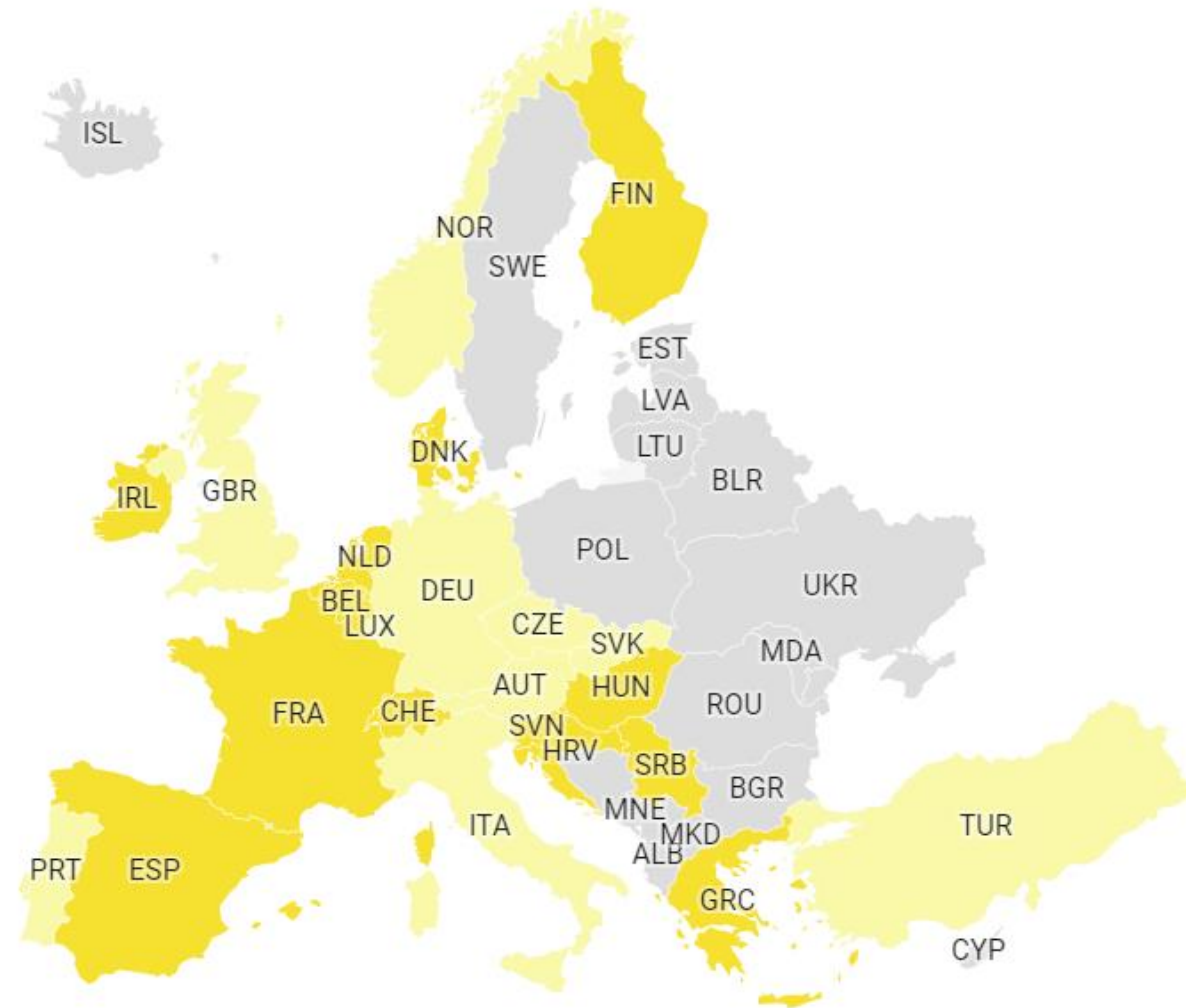 ISL
FIN
NOR
SWE
EST
LVA
DNK
LTU
BLR
IRL
GBR
POL
NLD
UKR
DEU
BEL
CZE
LUX
SVK
MDA
AUT
HUN
ROU
FRA
CHE
SVN
HRV
SRB
BGR
MNE
ITA
TUR
MKD
ALB
PRT
ESP
GRC
CYP